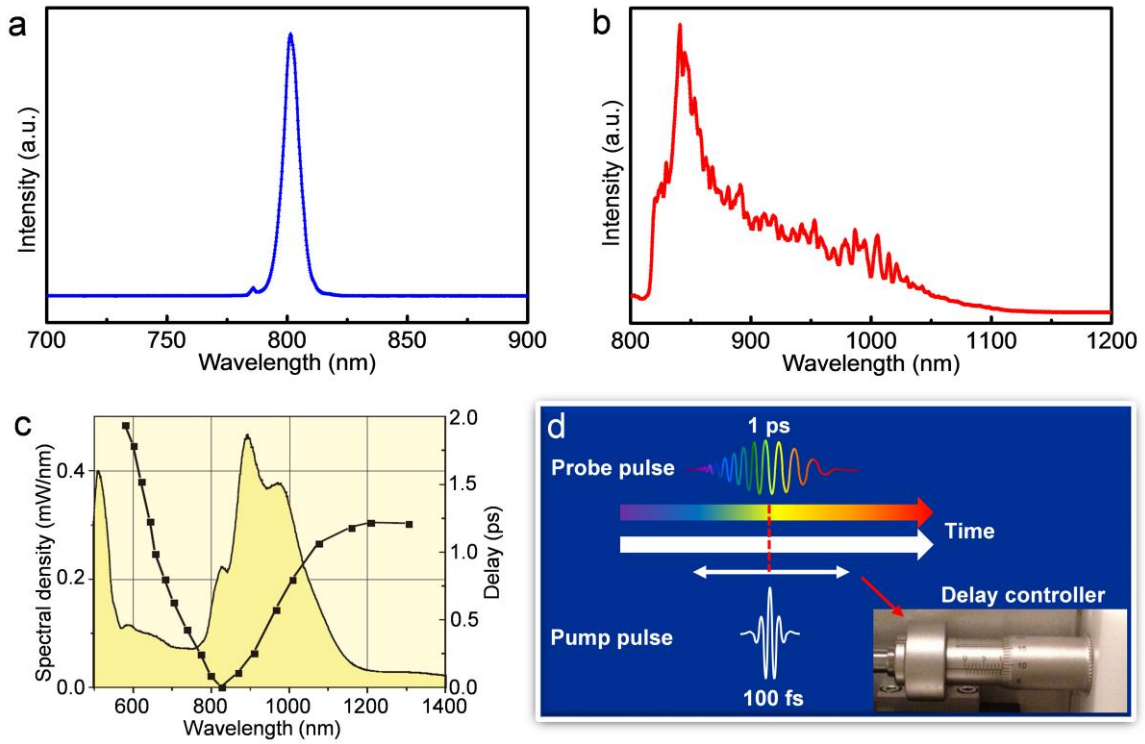 a
Intensity (a.u.)
700
750
800
850
900
Wavelength (nm)
b
Intensity (a.u.)
800
900
1000
1100
1200
Wavelength (nm)
c
Spectral density (mW/nm)
0.4
0.2
0.0
2.0
1.5
1.0
0.5
0.0
Delay (ps)
600
800
1000
1200
1400
Wavelength (nm)
d
1 ps
Probe pulse
Time
Delay controller
Pump pulse
100 fs